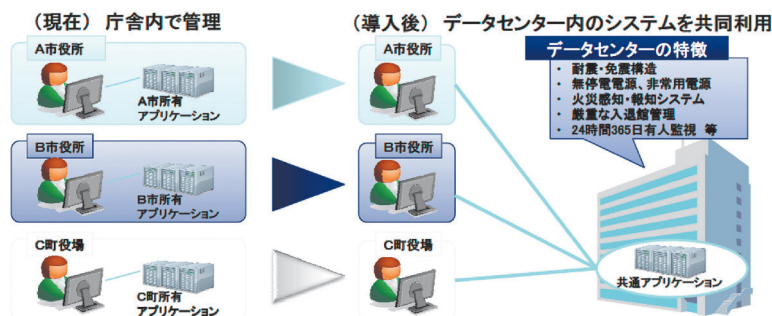 （現在） 庁舎内で管理
（導入後） データセンター内のシステムを共同利用
A市役所
A市所有
アプリケーション
B市役所
B市所有
アプリケーション
C町役場
C町所有
アプリケーション
A市役所
B市役所
C町役場
データセンターの特徴
・ 耐震・免震構造
・ 無停電電源、非常用電源
・ 火災感知・報知システム
・ 厳重な入退館管理
・ 24時間365日有人監視 等
共通アプリケーション